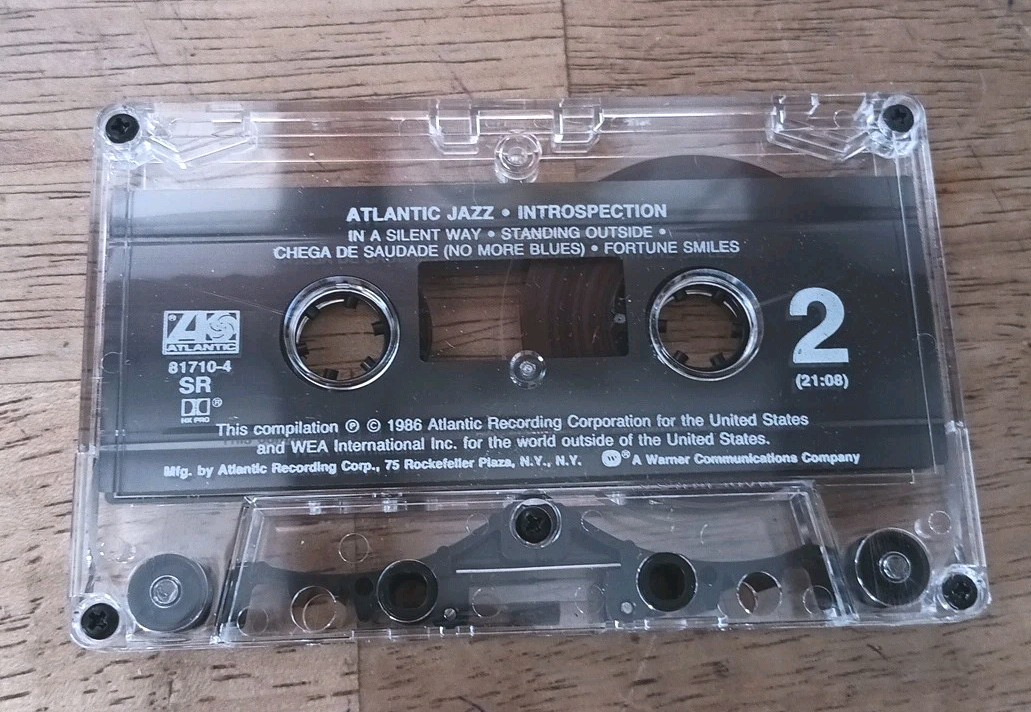 ATLANTIC JAZZ • INTROSPECTION
IN A SILENT WAY • STANDING OUTSIDE •
CHEGA DE SAUDADE (NO MORE BLUES) • FORTUNE SMILES
® ATLANTIC
81710-4
SR
®
HX PRO
2
(21:08)
This compilation ℗ © 1986 Atlantic Recording Corporation for the United States
and WEA International Inc. for the world outside of the United States.
Mfg. by Atlantic Recording Corp., 75 Rockefeller Plaza, N.Y., N.Y. ® A Warner Communications Company